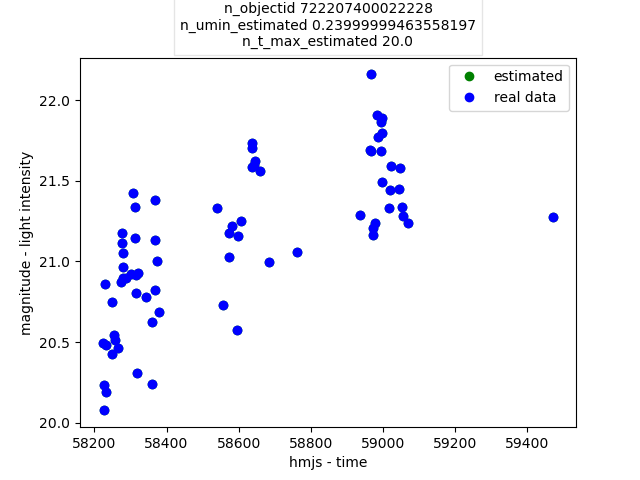 n_objectid 722207400022228
n_umin_estimated 0.23999999463558197
n_t_max_estimated 20.0
estimated
real data
22.0
21.5
21.0
20.5
20.0
magnitude - light intensity
58200 58400 58600 58800 59000 59200 59400
hmjs - time